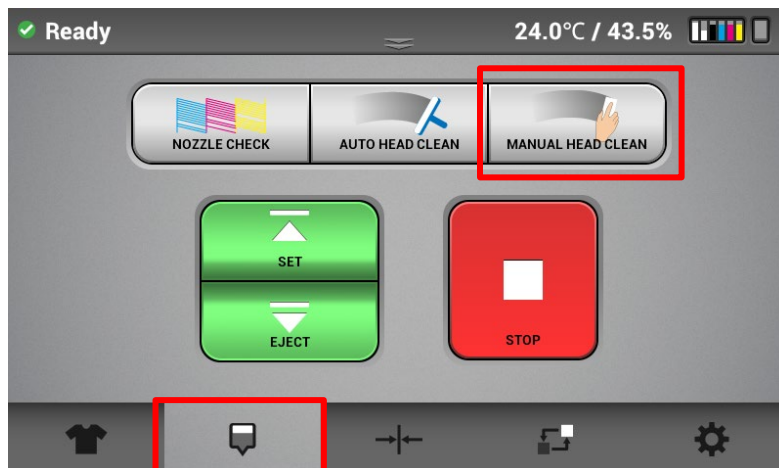 Ready
24.0°C / 43.5%
NOZZLE CHECK
AUTO HEAD CLEAN
MANUAL HEAD CLEAN
SET
EJECT
STOP